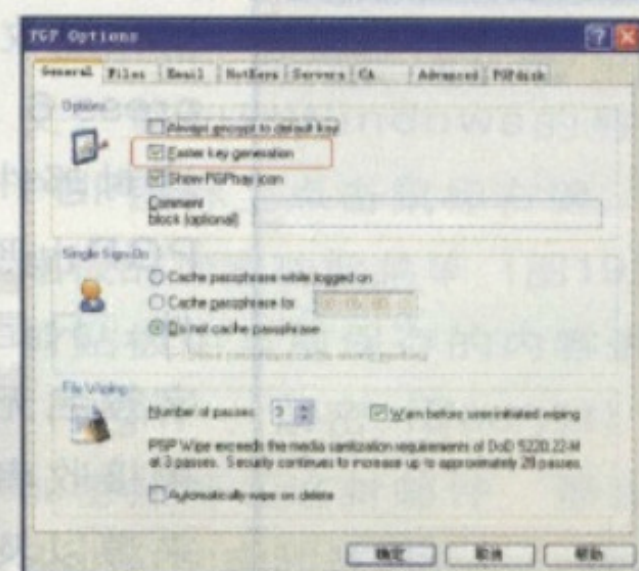 PGP Options
General Files Email HotKeys Servers CA Advanced PGPdisk
Options
Always encrypt to default key
Faster key generation
Show PGPtray icon
Comment
block (optional)
Single Sign-On
Cache passphrase while logged on
Cache passphrase for
Do not cache passphrase
File Wiping
Number of passes: 3
Warn before user-initiated wiping
PGP Wipe exceeds the media sanitization requirements of DoD 5220.22-M
at 3 passes. Security continues to increase up to approximately 28 passes.
Automatically wipe on delete
确定 取消 帮助